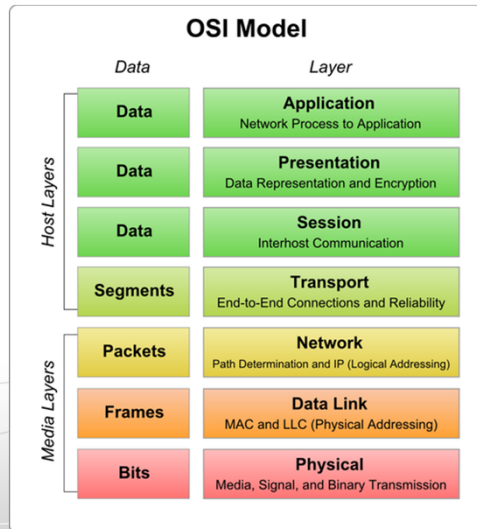 OSI Model
Data
Layer
Host Layers
Data
Application
Network Process to Application
Data
Presentation
Data Representation and Encryption
Data
Session
Interhost Communication
Segments
Transport
End-to-End Connections and Reliability
Media Layers
Packets
Network
Path Determination and IP (Logical Addressing)
Frames
Data Link
MAC and LLC (Physical Addressing)
Bits
Physical
Media, Signal, and Binary Transmission